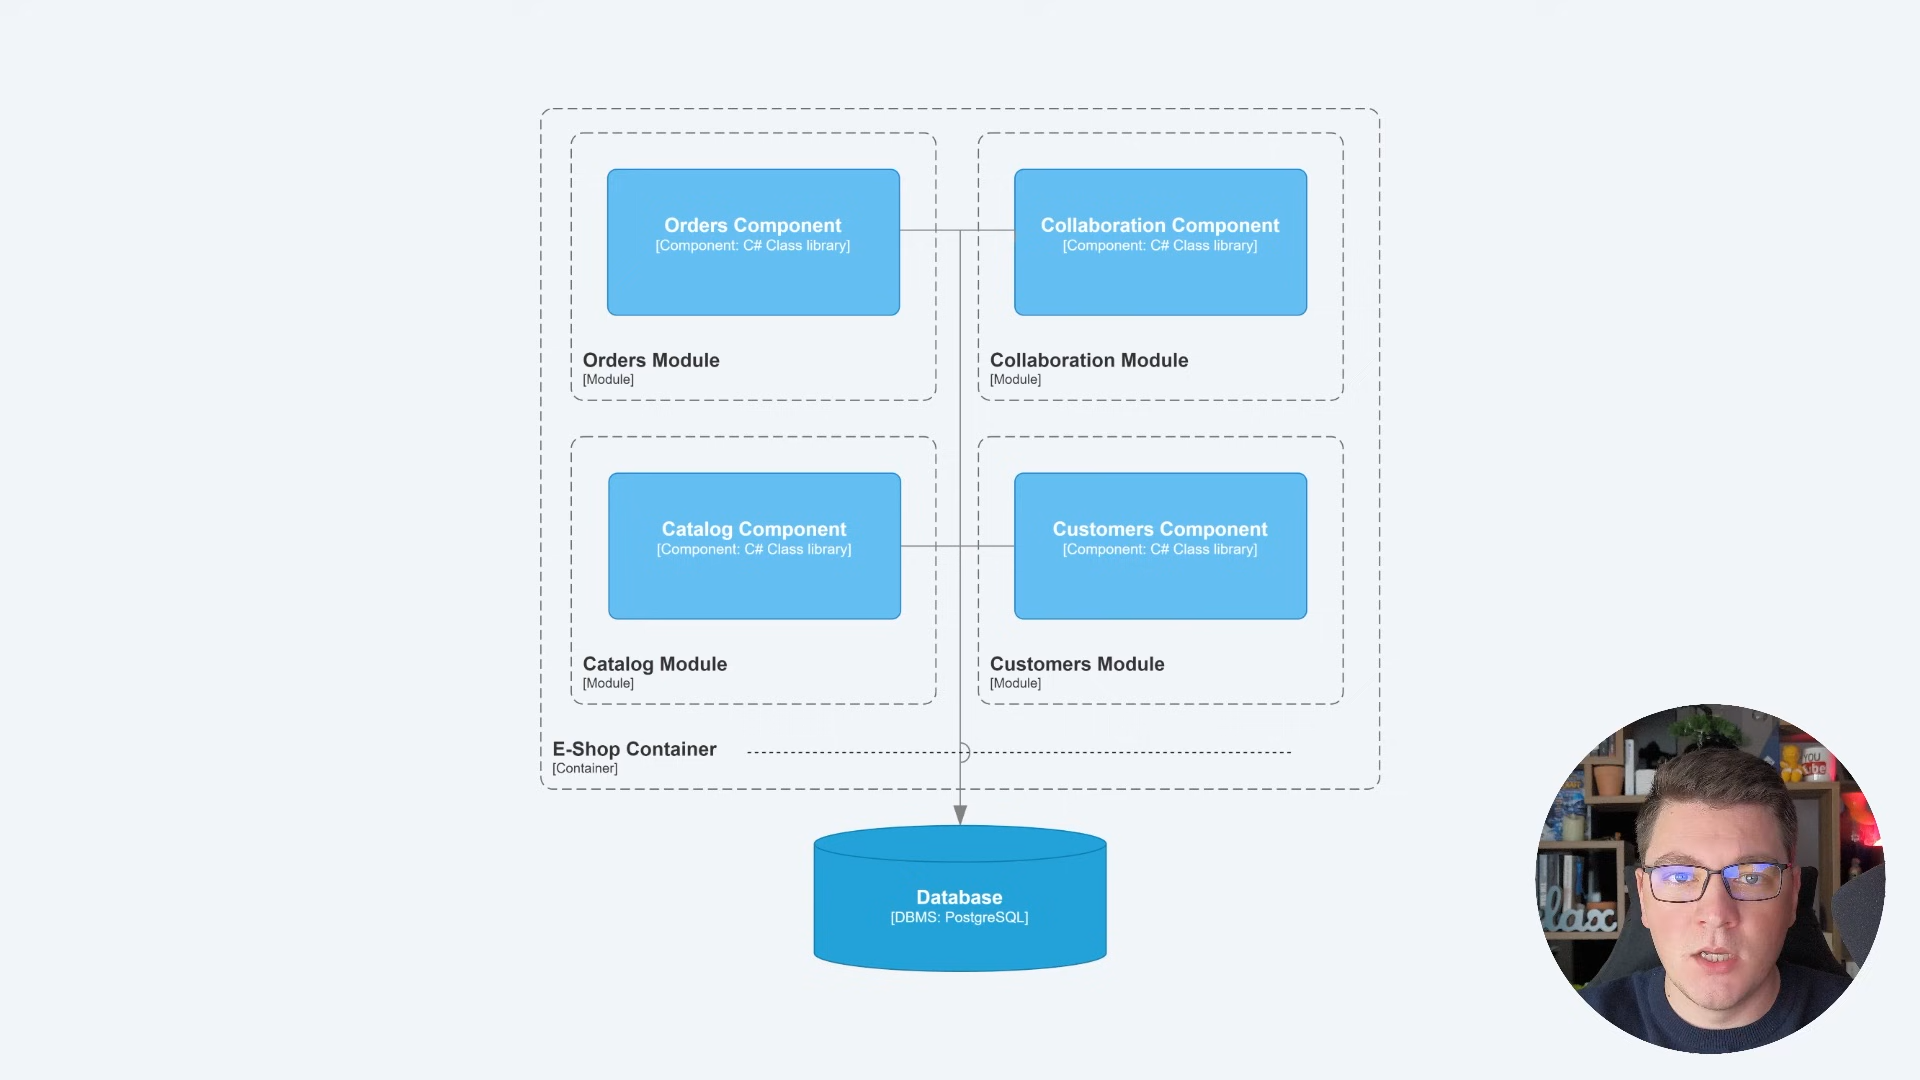 Orders Component
[Component: C# Class library]
Collaboration Component
[Component: C# Class library]
Orders Module
[Module]
Collaboration Module
[Module]
Catalog Component
[Component: C# Class library]
Customers Component
[Component: C# Class library]
Catalog Module
[Module]
Customers Module
[Module]
E-Shop Container
[Container]
Database
[DBMS: PostgreSQL]
YOU
lax